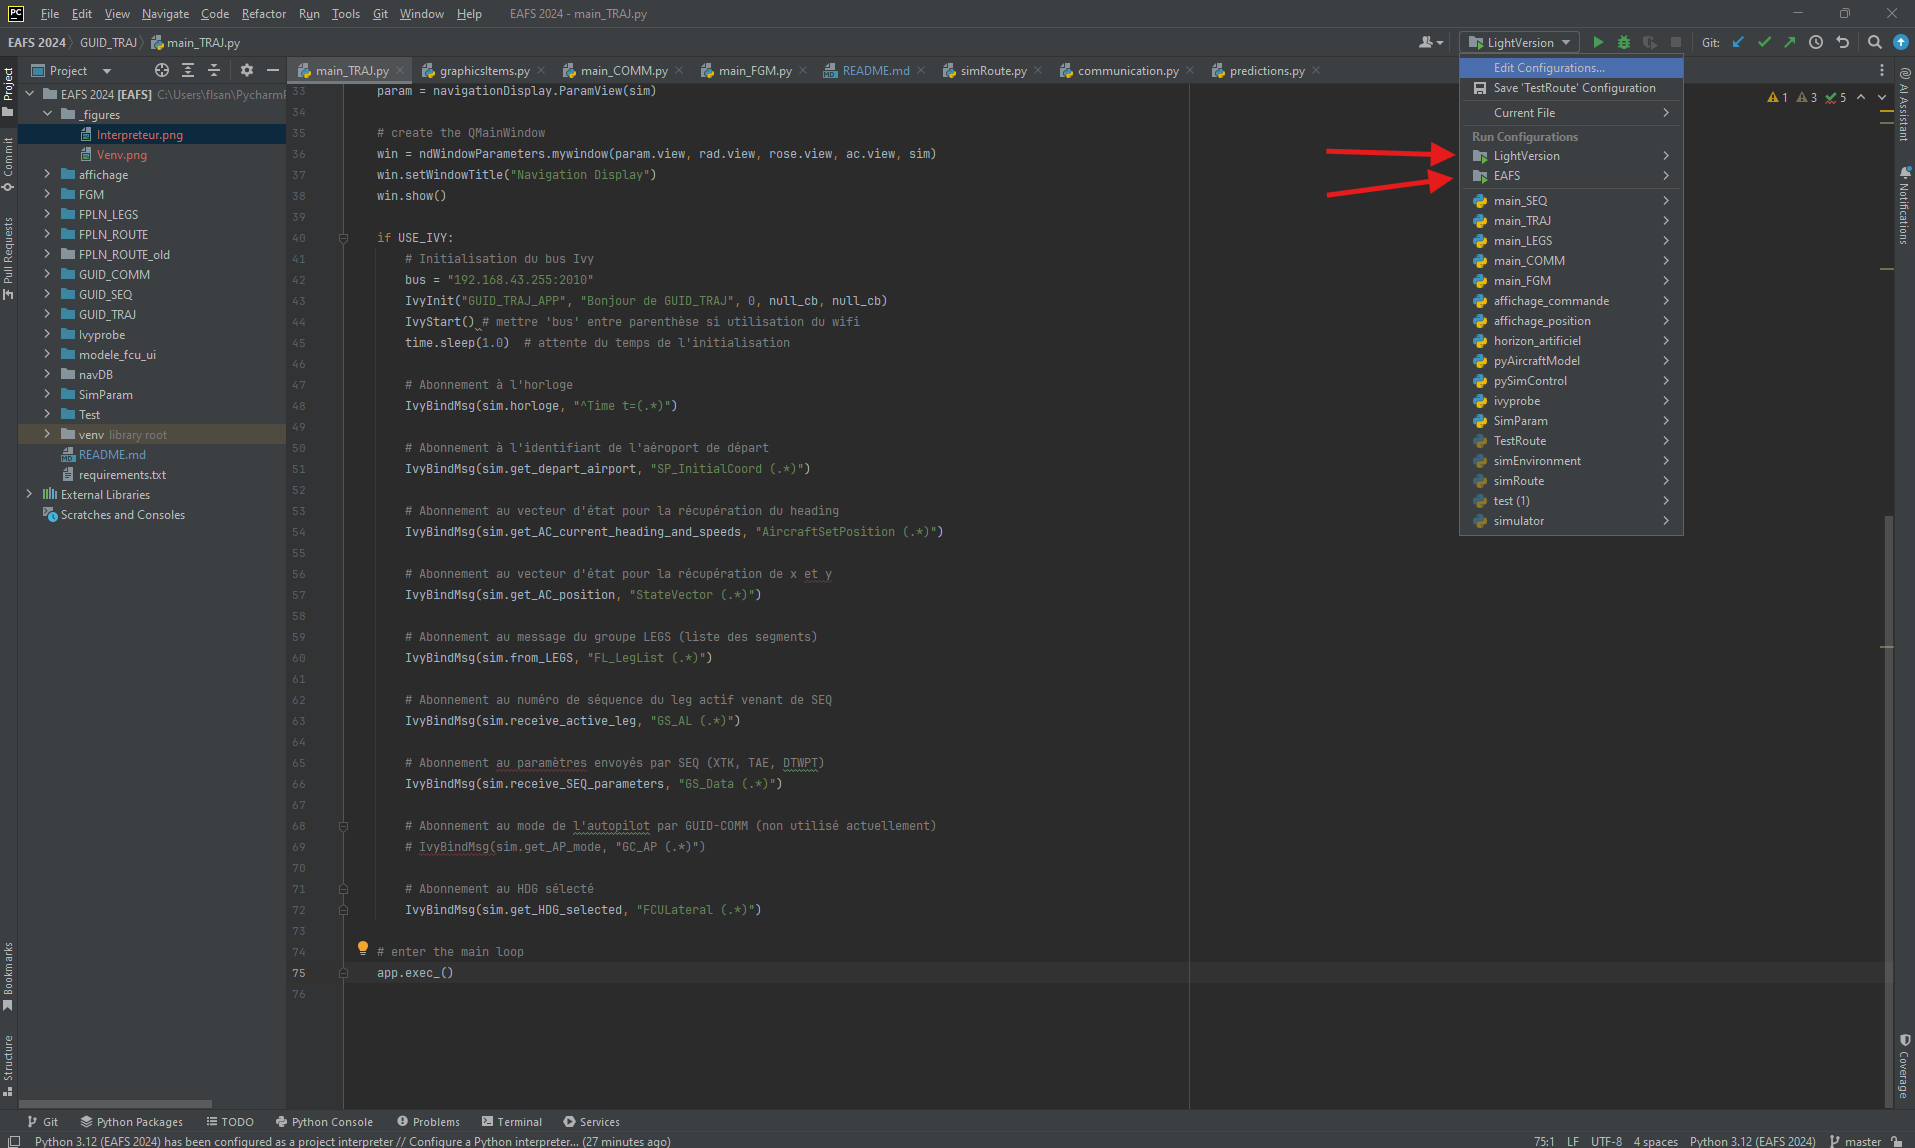 PC File Edit View Navigate Code Refactor Run Tools Git Window Help EAFS 2024 - main_TRAJ.py
EAFS 2024 GUID_TRAJ main_TRAJ.py LightVersion Git:
Project main_TRAJ.py graphicsItems.py main_COMM.py main_FGM.py README.md simRoute.py communication.py predictions.py
Project
Commit
Pull Requests
Bookmarks
Structure
EAFS 2024 [EAFS] C:\Users\flsan\Pycharm
_figures
Interpreteur.png
Venv.png
affichage
FGM
FPLN_LEGS
FPLN_ROUTE
FPLN_ROUTE_old
GUID_COMM
GUID_SEQ
GUID_TRAJ
Ivyprobe
modele_fcu_ui
navDB
SimParam
Test
venv library root
README.md
requirements.txt
External Libraries
Scratches and Consoles
33 param = navigationDisplay.ParamView(sim)
34
35 # create the QMainWindow
36 win = ndWindowParameters.mywindow(param.view, rad.view, rose.view, ac.view, sim)
37 win.setWindowTitle("Navigation Display")
38 win.show()
39
40 if USE_IVY:
41 # Initialisation du bus Ivy
42 bus = "192.168.43.255:2010"
43 IvyInit("GUID_TRAJ_APP", "Bonjour de GUID_TRAJ", 0, null_cb, null_cb)
44 IvyStart() # mettre 'bus' entre parenthèse si utilisation du wifi
45 time.sleep(1.0) # attente du temps de l'initialisation
46
47 # Abonnement à l'horloge
48 IvyBindMsg(sim.horloge, "^Time t=(.*)")
49
50 # Abonnement à l'identifiant de l'aéroport de départ
51 IvyBindMsg(sim.get_depart_airport, "SP_InitialCoord (.*)")
52
53 # Abonnement au vecteur d'état pour la récupération du heading
54 IvyBindMsg(sim.get_AC_current_heading_and_speeds, "AircraftSetPosition (.*)")
55
56 # Abonnement au vecteur d'état pour la récupération de x et y
57 IvyBindMsg(sim.get_AC_position, "StateVector (.*)")
58
59 # Abonnement au message du groupe LEGS (liste des segments)
60 IvyBindMsg(sim.from_LEGS, "FL_LegList (.*)")
61
62 # Abonnement au numéro de séquence du leg actif venant de SEQ
63 IvyBindMsg(sim.receive_active_leg, "GS_AL (.*)")
64
65 # Abonnement au paramètres envoyés par SEQ (XTK, TAE, DTWPT)
66 IvyBindMsg(sim.receive_SEQ_parameters, "GS_Data (.*)")
67
68 # Abonnement au mode de l'autopilot par GUID-COMM (non utilisé actuellement)
69 # IvyBindMsg(sim.get_AP_mode, "GC_AP (.*)")
70
71 # Abonnement au HDG sélecté
72 IvyBindMsg(sim.get_HDG_selected, "FCULateral (.*)")
73
74 # enter the main loop
75 app.exec_()
76
Edit Configurations...
Save 'TestRoute' Configuration
Current File
Run Configurations
LightVersion
EAFS
main_SEQ
main_TRAJ
main_LEGS
main_COMM
main_FGM
affichage_commande
affichage_position
horizon_artificiel
pyAircraftModel
pySimControl
ivyprobe
SimParam
TestRoute
simEnvironment
simRoute
test (1)
simulator
1 3 5
AI Assistant
Notifications
Coverage
Git Python Packages TODO Python Console Problems Terminal Services
Python 3.12 (EAFS 2024) has been configured as a project interpreter // Configure a Python interpreter... (27 minutes ago) 75:1 LF UTF-8 4 spaces Python 3.12 (EAFS 2024) master